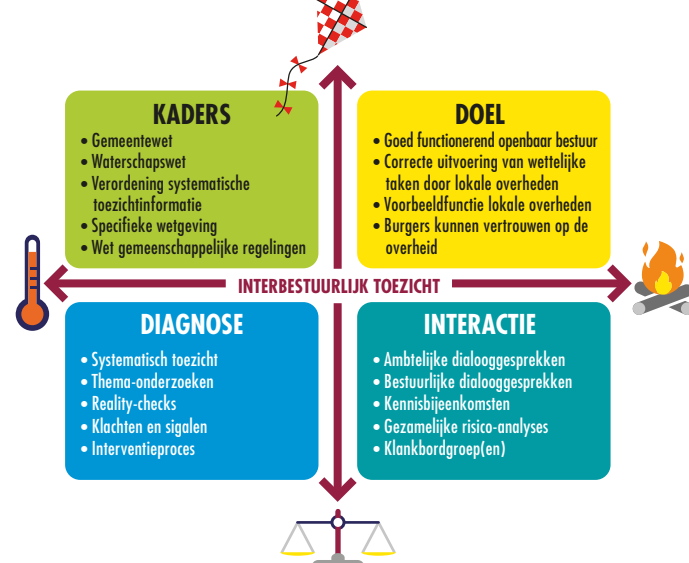 KADERS
• Gemeentewet
• Waterschapswet
• Verordening systematische
toezichtinformatie
• Specifieke wetgeving
• Wet gemeenschappelijke regelingen
DOEL
• Goed functionerend openbaar bestuur
• Correcte uitvoering van wettelijke
taken door lokale overheden
• Voorbeeldfunctie lokale overheden
• Burgers kunnen vertrouwen op de
overheid
INTERBESTUURLIJK TOEZICHT
DIAGNOSE
• Systematisch toezicht
• Thema-onderzoeken
• Reality-checks
• Klachten en sigalen
• Interventieproces
INTERACTIE
• Ambtelijke dialooggesprekken
• Bestuurlijke dialooggesprekken
• Kennisbijeenkomsten
• Gezamelijke risico-analyses
• Klankbordgroep(en)